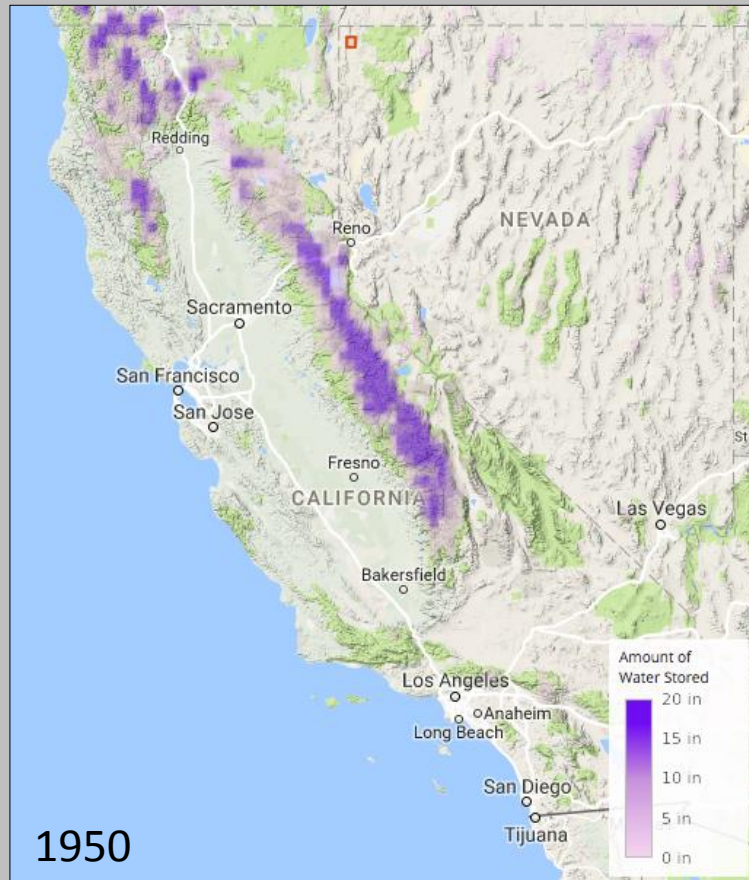 Redding
Reno
NEVADA
Sacramento
San Francisco
San Jose
Fresno
CALIFORNIA
St
Las Vegas
Bakersfield
Los Angeles
Anaheim
Long Beach
San Diego
Tijuana
Amount of
Water Stored
20 in
15 in
10 in
5 in
0 in
1950